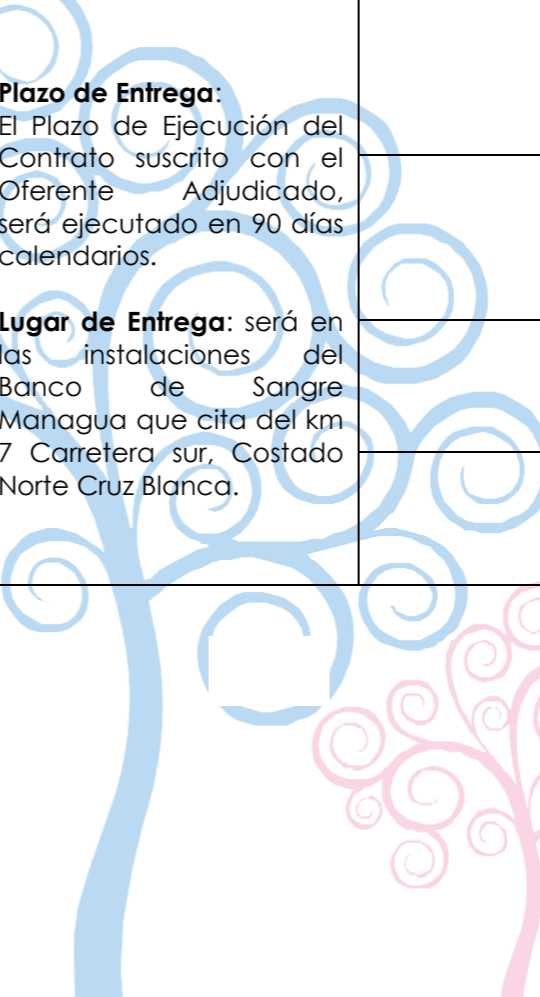 Plazo de Entrega:
El Plazo de Ejecución del
Contrato suscrito con el
Oferente Adjudicado,
será ejecutado en 90 días
calendarios.
Lugar de Entrega: será en
las instalaciones del
Banco de Sangre
Managua que cita del km
7 Carretera sur, Costado
Norte Cruz Blanca.